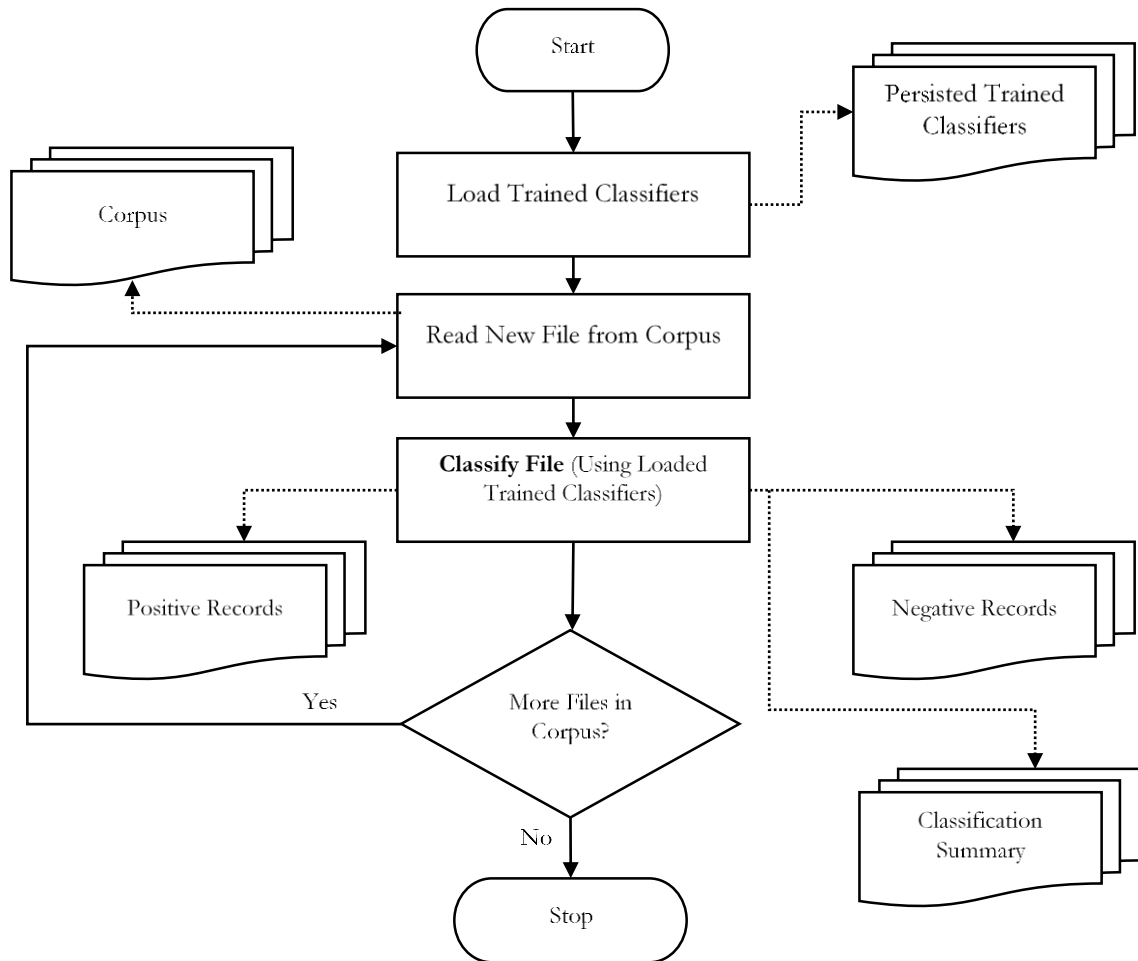 Start
Persisted Trained
Classifiers
Load Trained Classifiers
Corpus
Read New File from Corpus
Classify File (Using Loaded
Trained Classifiers)
Positive Records
Negative Records
Yes
More Files in
Corpus?
No
Classification
Summary
Stop